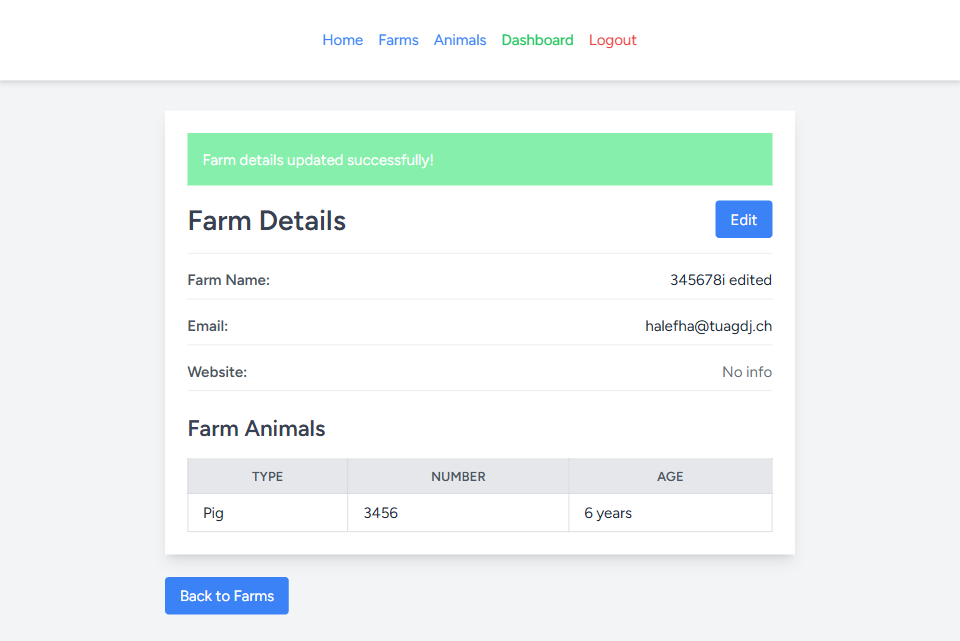 Home Farms Animals Dashboard Logout
Farm details updated successfully!
Farm Details Edit
Farm Name: 345678i edited
Email: halefha@tuagdj.ch
Website: No info
Farm Animals
TYPE NUMBER AGE
Pig 3456 6 years
Back to Farms